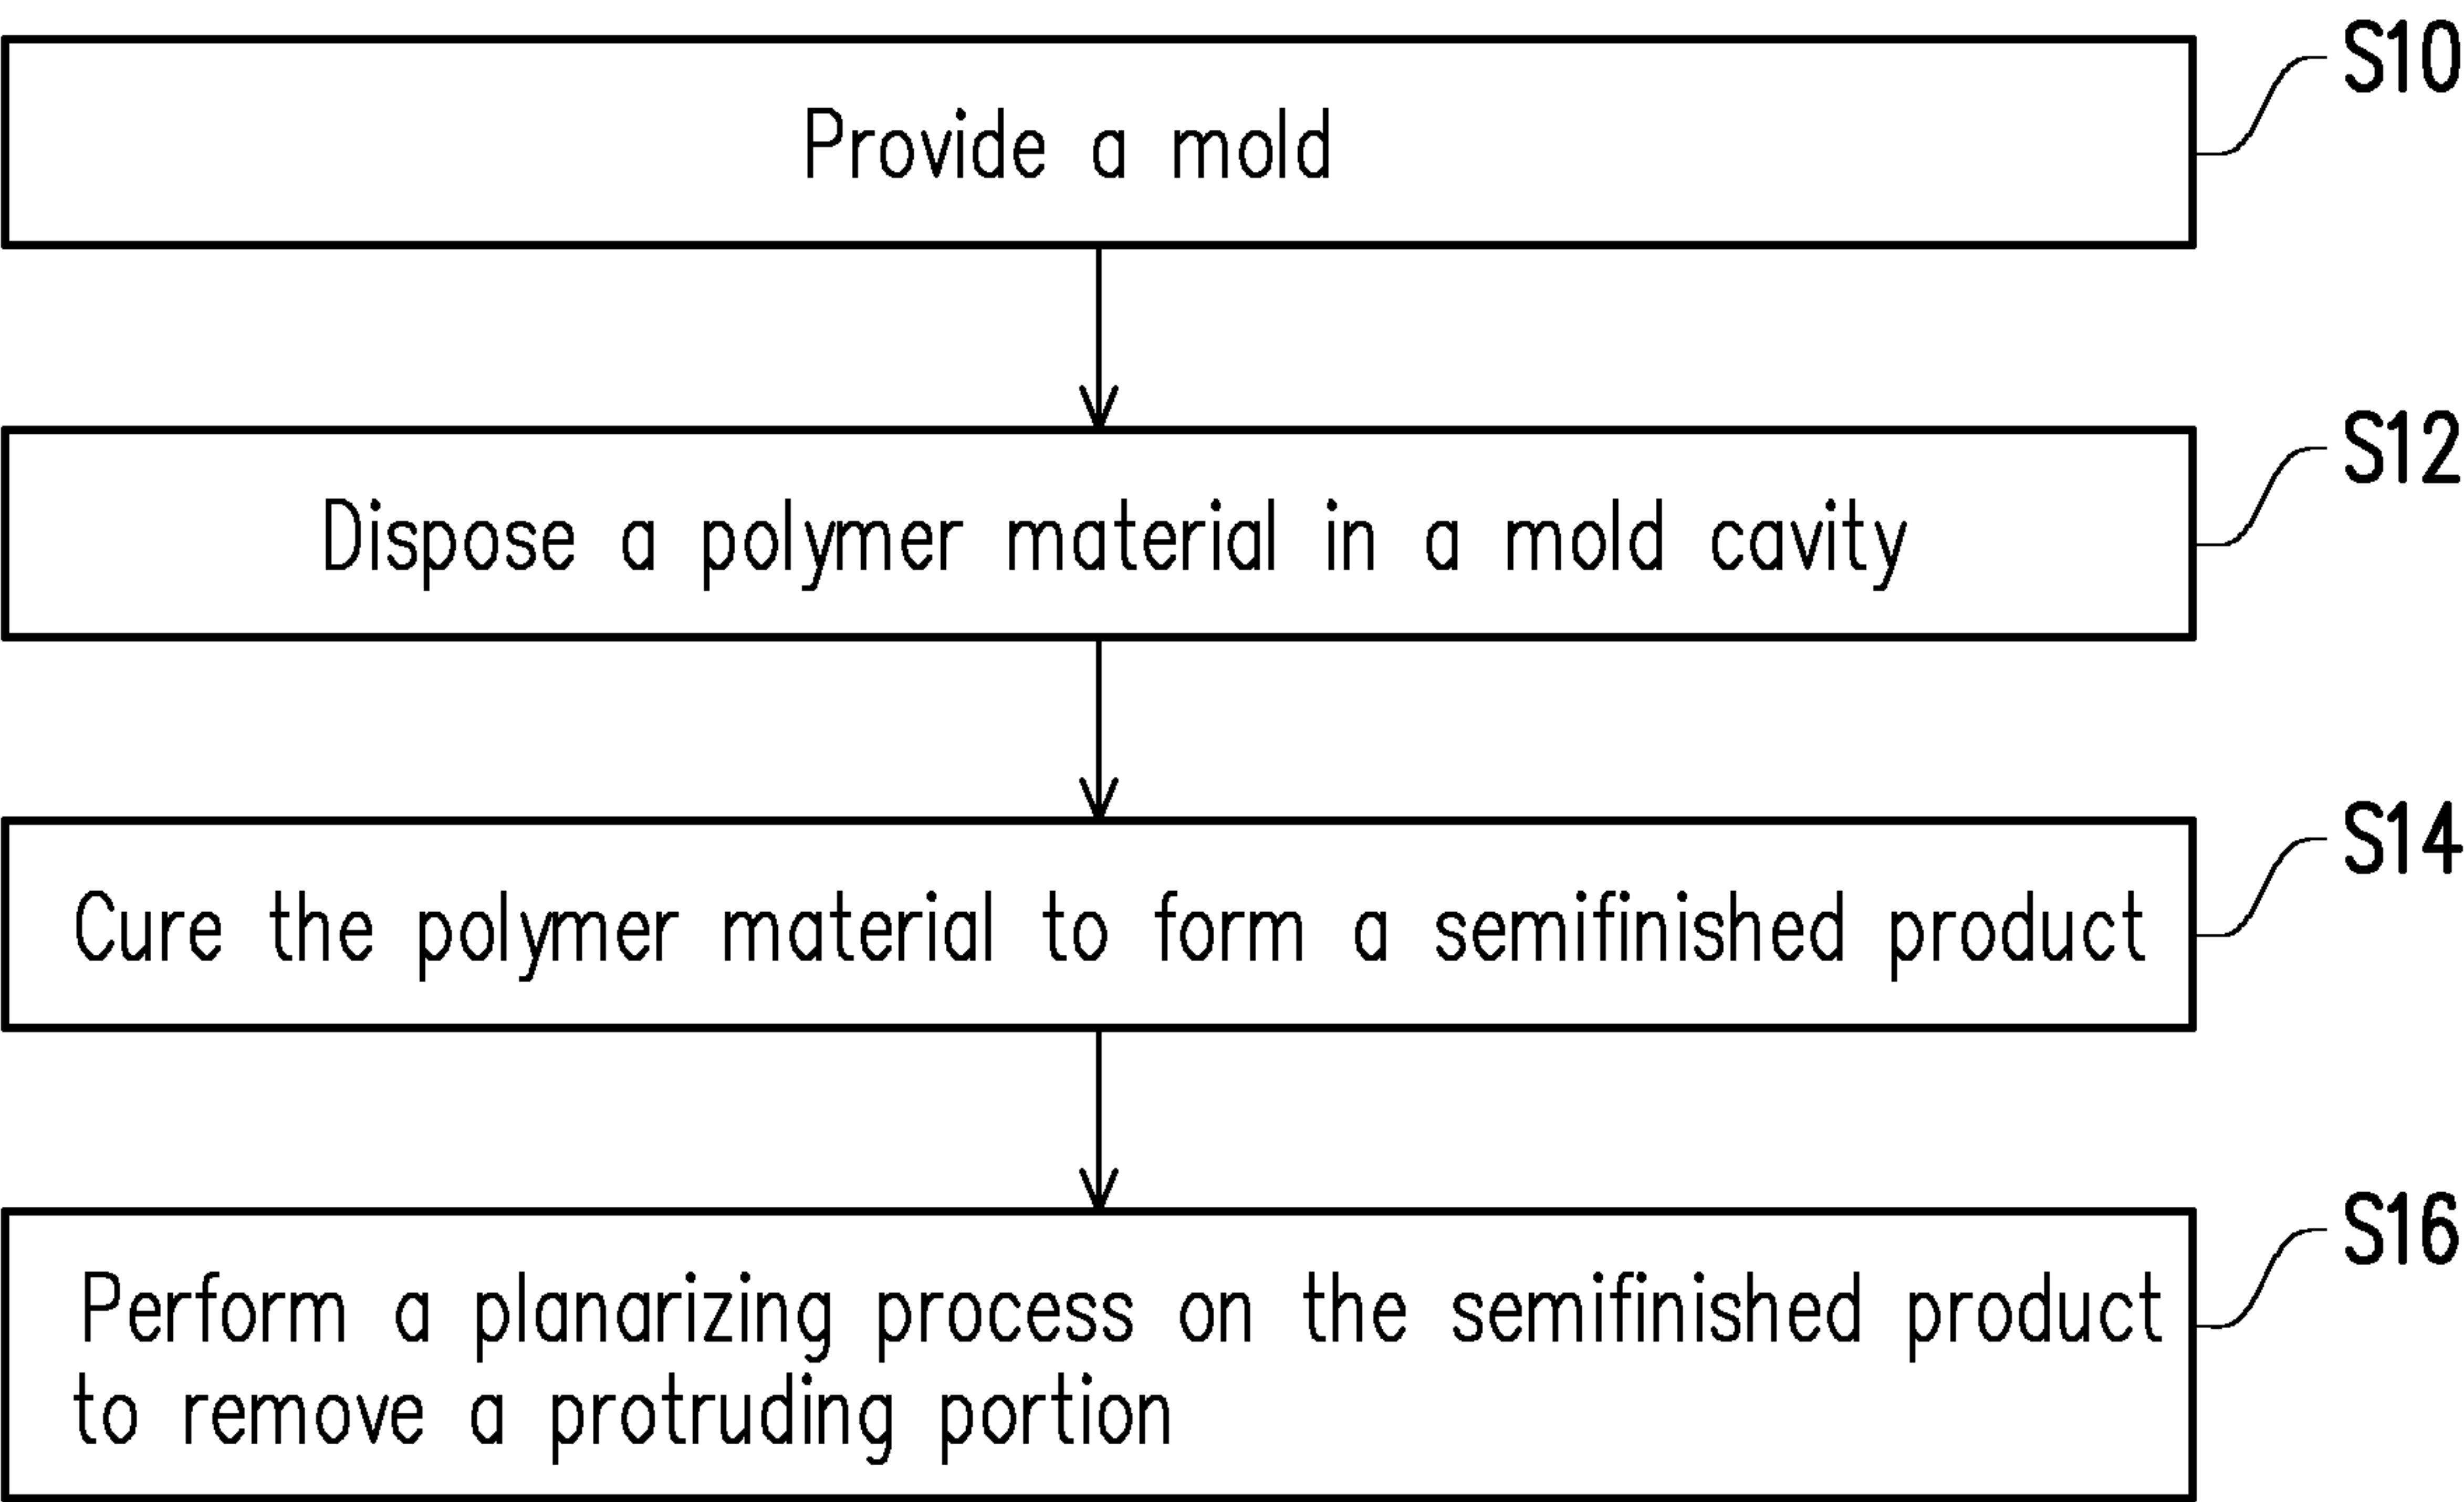 S10
Provide a mold
S12
Dispose a polymer material in a mold cavity
S14
Cure the polymer material to form a semifinished product
S16
Perform a planarizing process on the semifinished product
to remove a protruding portion